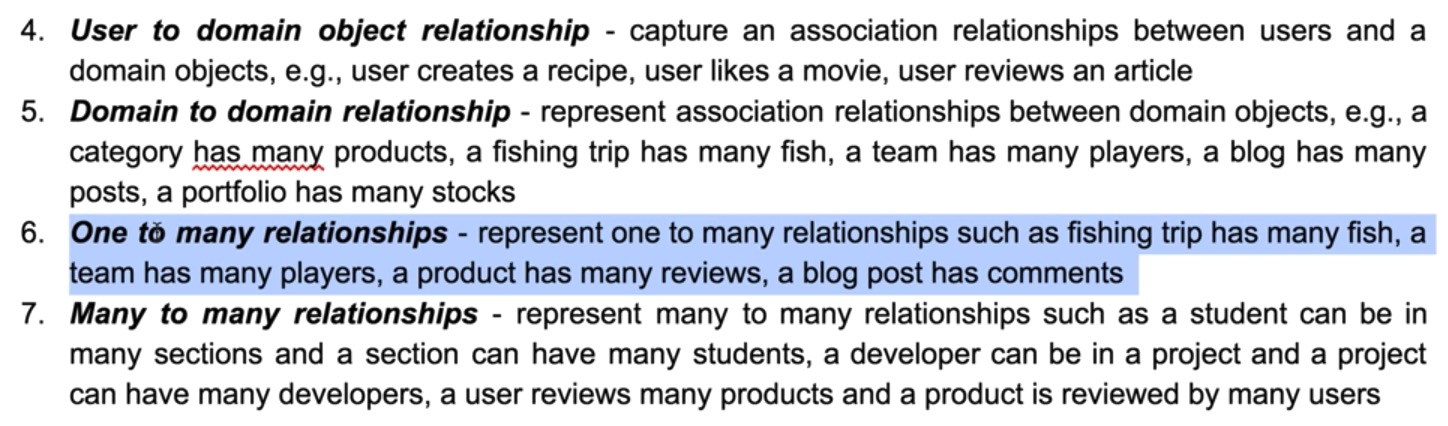 4. User to domain object relationship - capture an association relationships between users and a
domain objects, e.g., user creates a recipe, user likes a movie, user reviews an article
5. Domain to domain relationship - represent association relationships between domain objects, e.g., a
category has many products, a fishing trip has many fish, a team has many players, a blog has many
posts, a portfolio has many stocks
6. One to many relationships - represent one to many relationships such as fishing trip has many fish, a
team has many players, a product has many reviews, a blog post has comments
7. Many to many relationships - represent many to many relationships such as a student can be in
many sections and a section can have many students, a developer can be in a project and a project
can have many developers, a user reviews many products and a product is reviewed by many users